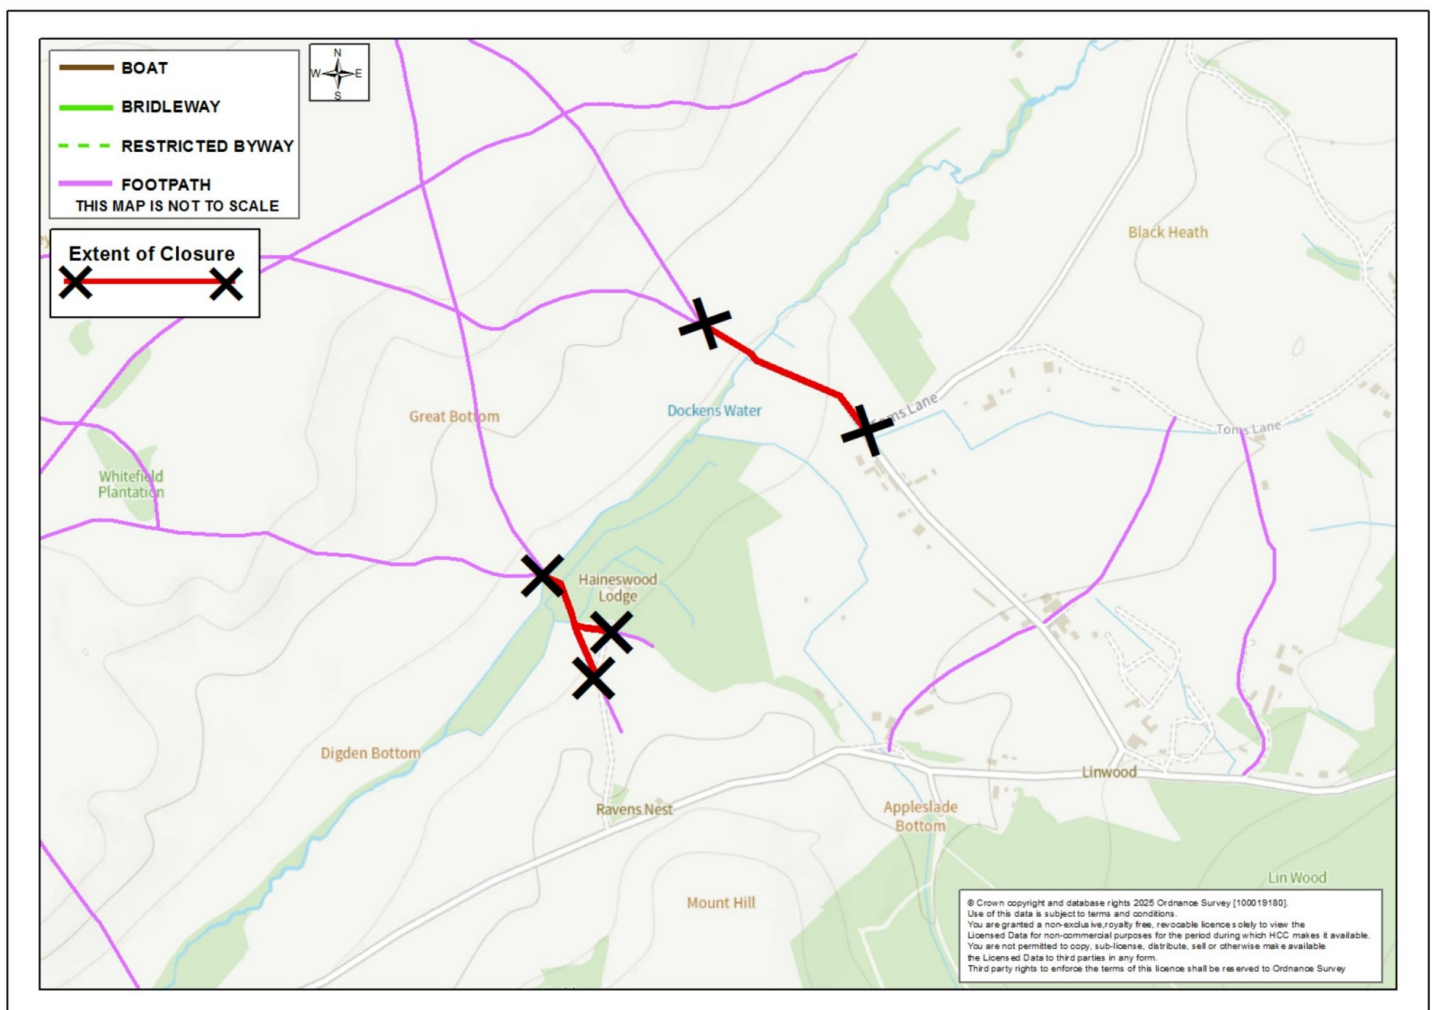 BOAT
BRIDLEWAY
RESTRICTED BYWAY
FOOTPATH
THIS MAP IS NOT TO SCALE
N
W E
S
Extent of Closure
Black Heath
Toms Lane
Dockens Water
Great Bottom
Toms Lane
Whitefield
Plantation
Haineswood
Lodge
Digden Bottom
Linwood
Ravens Nest
Appleslade
Bottom
Lin Wood
Mount Hill
© Crown copyright and database rights 2025 Ordnance Survey [100019180].
Use of this data is subject to terms and conditions.
You are granted a non-exclusive, royalty free, revocable licence solely to view the
Licensed Data for non-commercial purposes for the period during which HCC makes it available.
You are not permitted to copy, sub-license, distribute, sell or otherwise make available
the Licensed Data to third parties in any form.
Third party rights to enforce the terms of this licence shall be reserved to Ordnance Survey